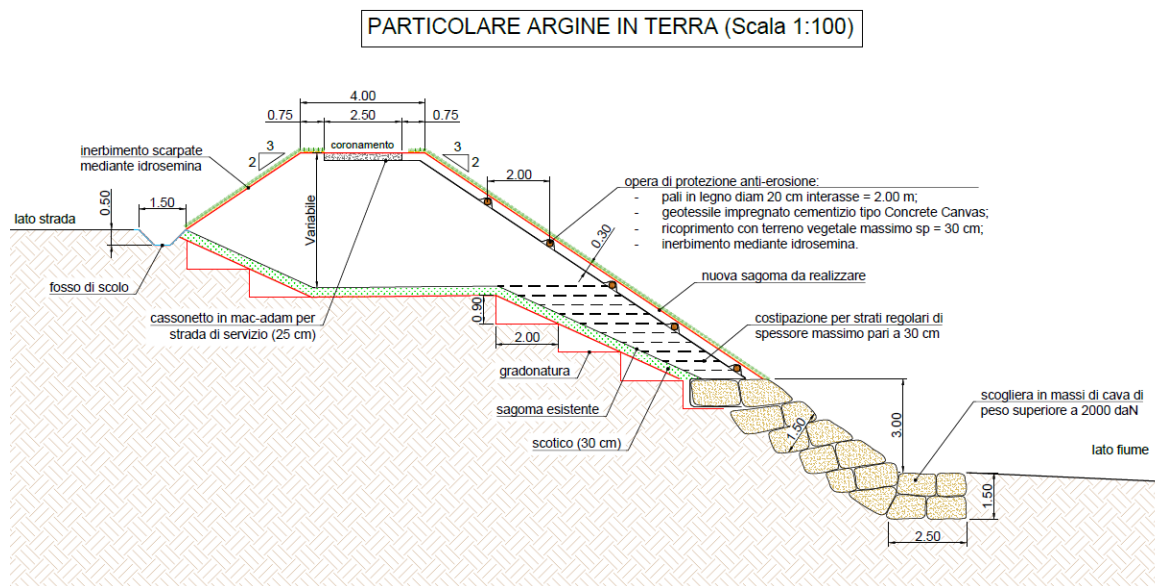 PARTICOLARE ARGINE IN TERRA (Scala 1:100)
4.00
0.75
2.50
0.75
coronamento
3
2
3
2
inerbimento scarpate
mediante idrosemina
2.00
opera di protezione anti-erosione:
- pali in legno diam 20 cm interasse = 2.00 m;
- geotessile impregnato cementizio tipo Concrete Canvas;
- ricoprimento con terreno vegetale massimo sp = 30 cm;
- inerbimento mediante idrosemina.
1.50
0.50
lato strada
Variabile
0.30
nuova sagoma da realizzare
fosso di scolo
cassonetto in mac-adam per
strada di servizio (25 cm)
0.90
2.00
costipazione per strati regolari di
spessore massimo pari a 30 cm
gradonatura
sagoma esistente
scotico (30 cm)
1.50
3.00
scogliera in massi di cava di
peso superiore a 2000 daN
lato fiume
1.50
2.50